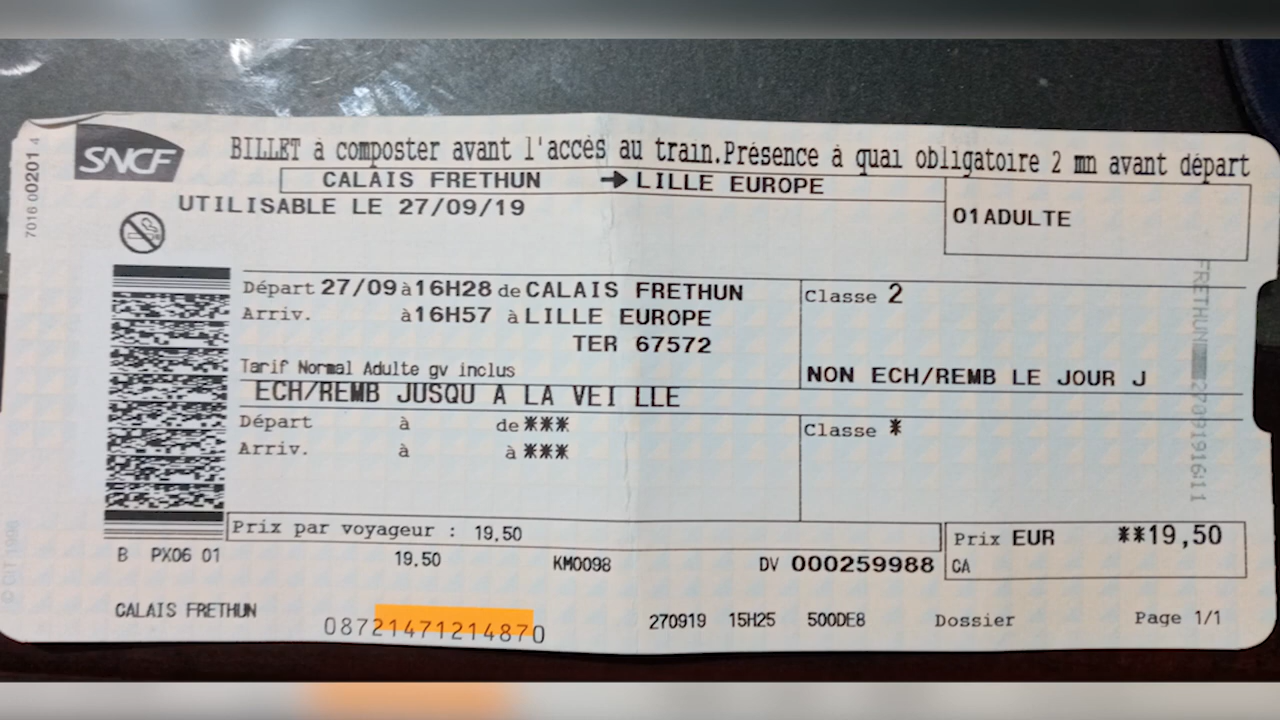 7016 00201 4
SNCF
BILLET à composter avant l'accès au train.Présence à quai obligatoire 2 mn avant départ
CALAIS FRETHUN → LILLE EUROPE
UTILISABLE LE 27/09/19
01ADULTE
Départ 27/09 à 16H28 de CALAIS FRETHUN
Classe 2
Arriv. à 16H57 à LILLE EUROPE
TER 67572
Tarif Normal Adulte gv inclus
NON ECH/REMB LE JOUR J
ECH/REMB JUSQU A LA VEI LLE
Départ à de ***
Classe *
Arriv. à à ***
FRETHUN 2709191611
Prix par voyageur : 19.50
Prix EUR **19,50
B PX06 01 19.50 KM0098 DV 000259988 CA
CALAIS FRETHUN 08721471214870 270919 15H25 500DE8 Dossier Page 1/1